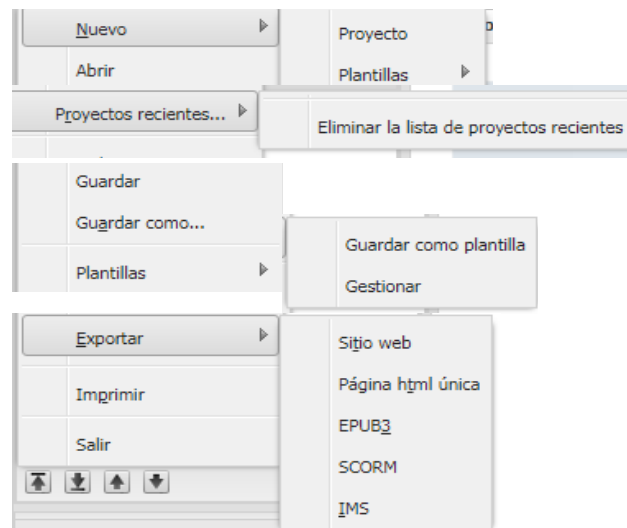 Nuevo
Proyecto
Abrir
Plantillas
Proyectos recientes...
Eliminar la lista de proyectos recientes
Guardar
Guardar como...
Guardar como plantilla
Plantillas
Gestionar
Exportar
Sitio web
Página html única
Imprimir
EPUB3
Salir
SCORM
IMS